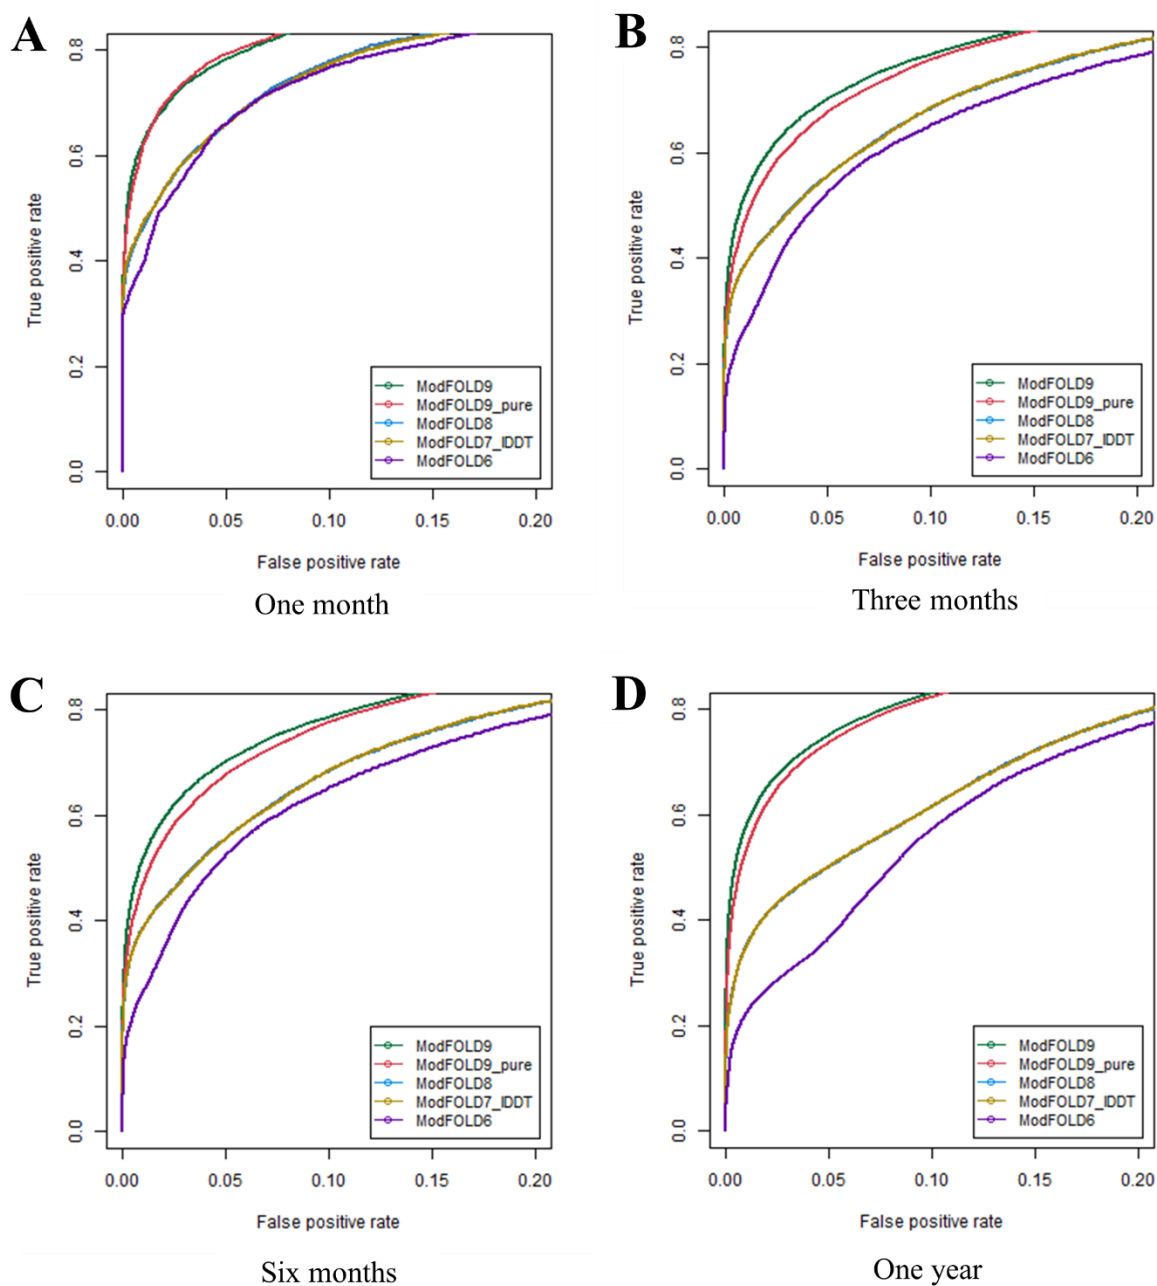 A
True positive rate
0.0 0.2 0.4 0.6 0.8
ModFOLD9
ModFOLD9_pure
ModFOLD8
ModFOLD7_lDDT
ModFOLD6
0.00 0.05 0.10 0.15 0.20
False positive rate
One month
B
True positive rate
0.0 0.2 0.4 0.6 0.8
ModFOLD9
ModFOLD9_pure
ModFOLD8
ModFOLD7_lDDT
ModFOLD6
0.00 0.05 0.10 0.15 0.20
False positive rate
Three months
C
True positive rate
0.0 0.2 0.4 0.6 0.8
ModFOLD9
ModFOLD9_pure
ModFOLD8
ModFOLD7_lDDT
ModFOLD6
0.00 0.05 0.10 0.15 0.20
False positive rate
Six months
D
True positive rate
0.0 0.2 0.4 0.6 0.8
ModFOLD9
ModFOLD9_pure
ModFOLD8
ModFOLD7_lDDT
ModFOLD6
0.00 0.05 0.10 0.15 0.20
False positive rate
One year